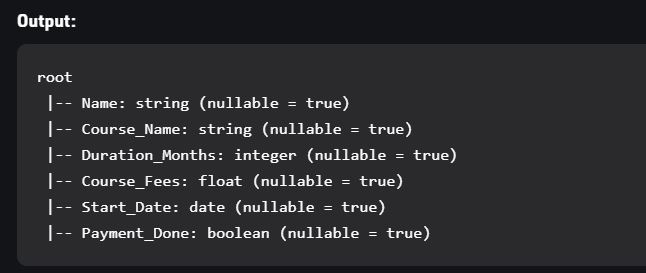 Output:
root
 |-- Name: string (nullable = true)
 |-- Course_Name: string (nullable = true)
 |-- Duration_Months: integer (nullable = true)
 |-- Course_Fees: float (nullable = true)
 |-- Start_Date: date (nullable = true)
 |-- Payment_Done: boolean (nullable = true)